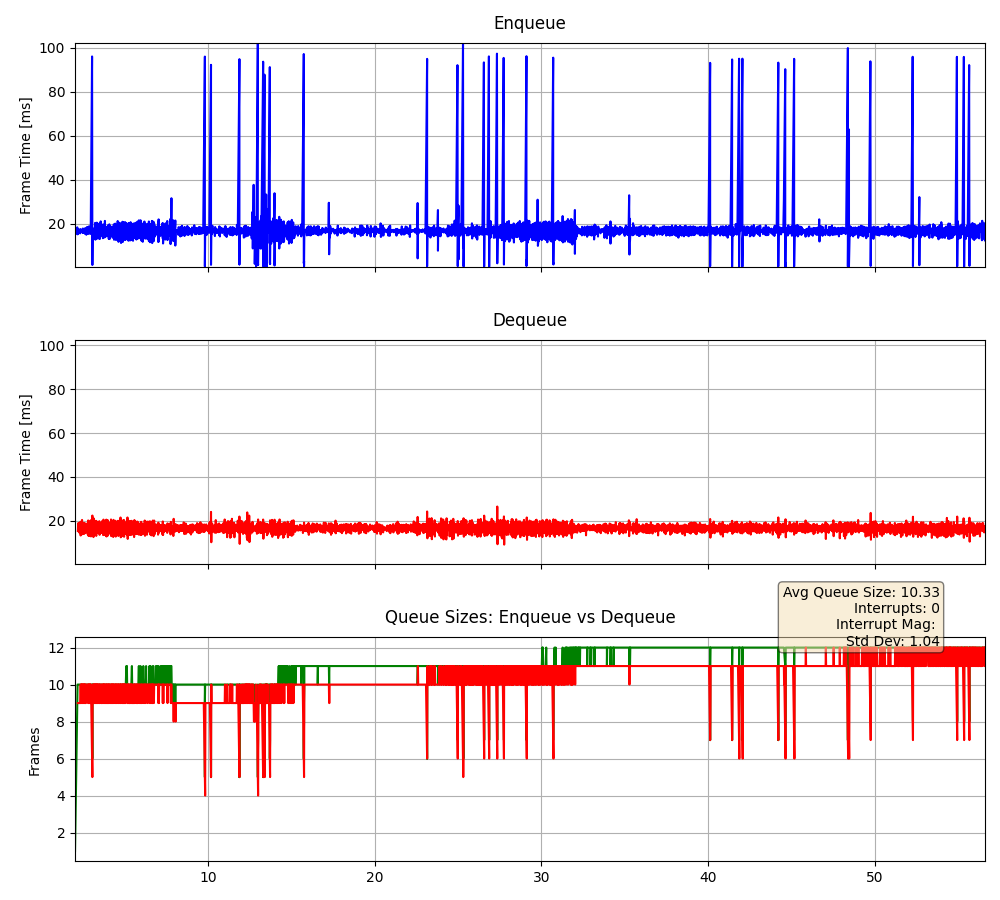 Enqueue
Frame Time [ms]
100
80
60
40
20
Dequeue
Frame Time [ms]
100
80
60
40
20
Avg Queue Size: 10.33
Interrupts: 0
Interrupt Mag:
Std Dev: 1.04
Queue Sizes: Enqueue vs Dequeue
Frames
12
10
8
6
4
2
10 20 30 40 50